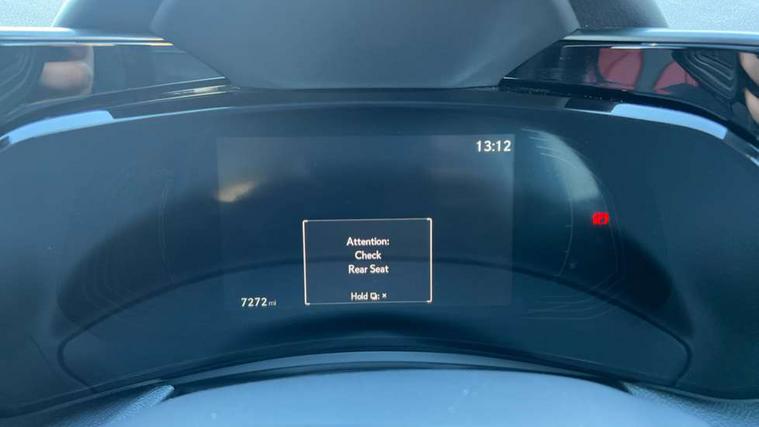 13:12
Attention:
Check
Rear Seat
Hold ⧉: ×
7272 mi